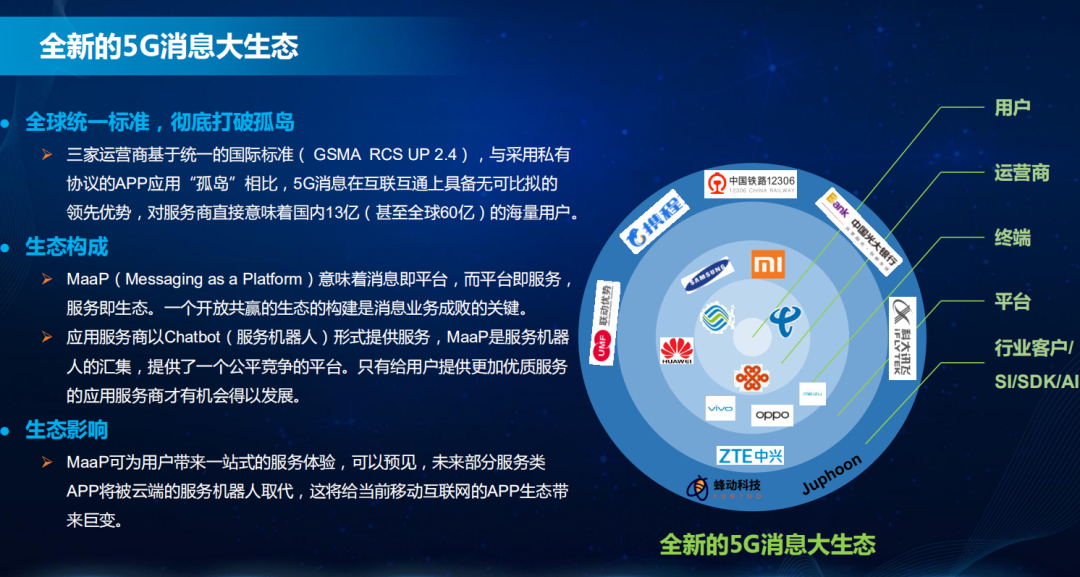 全新的5G消息大生态
全球统一标准，彻底打破孤岛
三家运营商基于统一的国际标准（ GSMA RCS UP 2.4），与采用私有
协议的APP应用“孤岛”相比，5G消息在互联互通上具备无可比拟的
领先优势，对服务商直接意味着国内13亿（甚至全球60亿）的海量用户。
生态构成
MaaP（Messaging as a Platform）意味着消息即平台，而平台即服务，
服务即生态。一个开放共赢的生态的构建是消息业务成败的关键。
应用服务商以Chatbot（服务机器人）形式提供服务，MaaP是服务机器
人的汇集，提供了一个公平竞争的平台。只有给用户提供更加优质服务
的应用服务商才有机会得以发展。
生态影响
MaaP可为用户带来一站式的服务体验，可以预见，未来部分服务类
APP将被云端的服务机器人取代，这将给当前移动互联网的APP生态带
来巨变。
用户
运营商
终端
平台
行业客户/
SI/SDK/AI
中国铁路12306
12306 CHINA RAILWAY
携程
Bank
中国光大银行
SAMSUNG
mi
UMF
联动优势
科大讯飞
iFLYTEK
HUAWEI
vivo
oppo
MEIZU
ZTE中兴
蜂动科技
Juphoon
全新的5G消息大生态